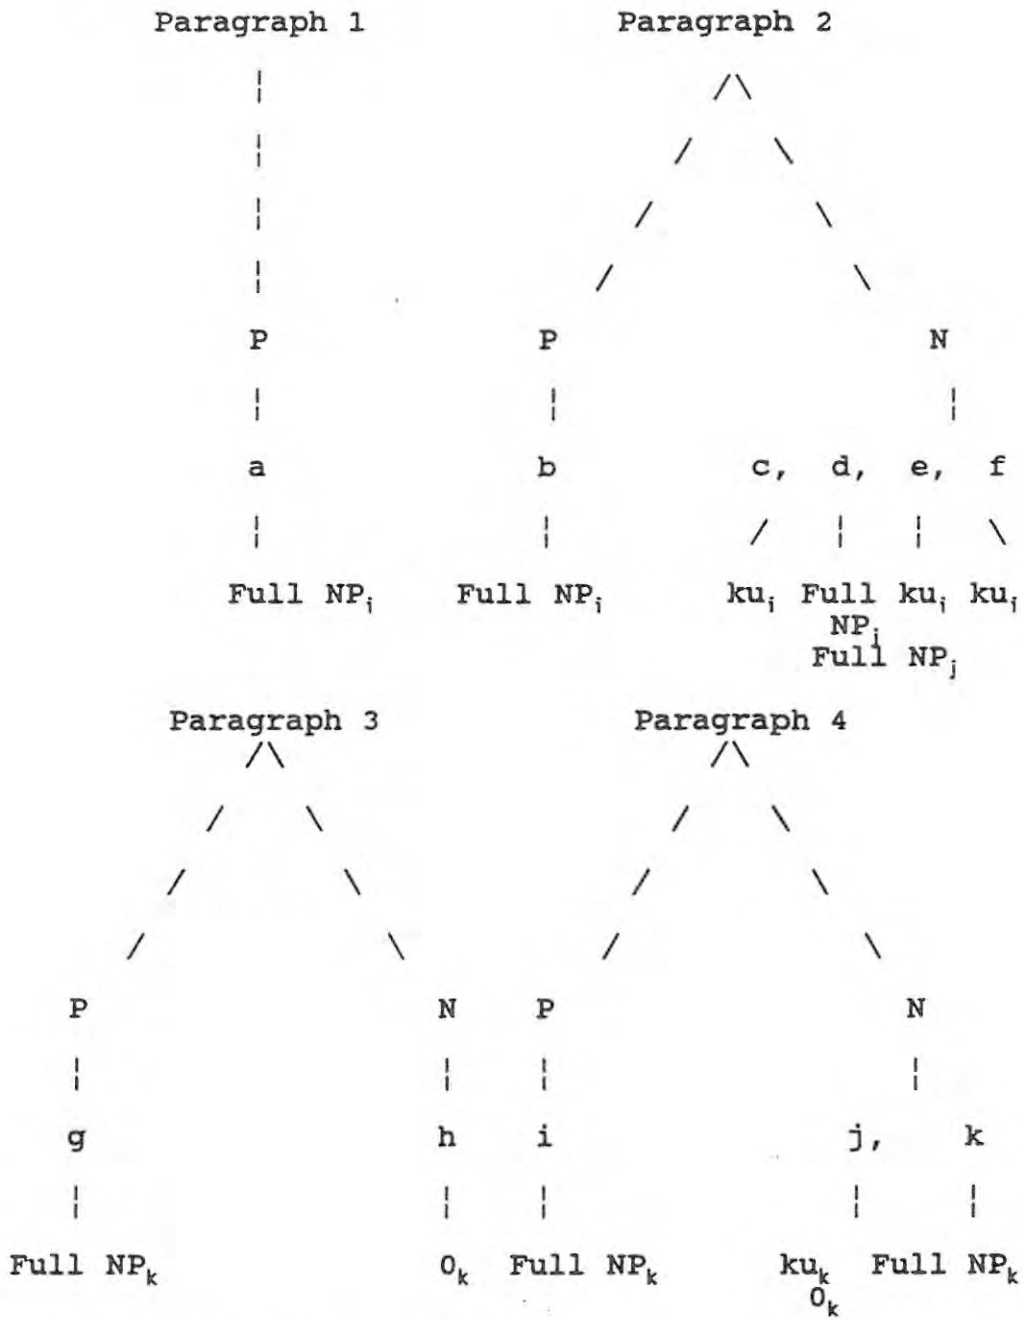 Paragraph 1 Paragraph 2
P P N
a b c, d, e, f
Full NPᵢ Full NPᵢ kuᵢ Full kuᵢ kuᵢ
NPᵢ
Full NPⱼ
Paragraph 3 Paragraph 4
P N P N
g h i j, k
Full NPₖ 0ₖ Full NPₖ kuₖ Full NPₖ
0ₖ